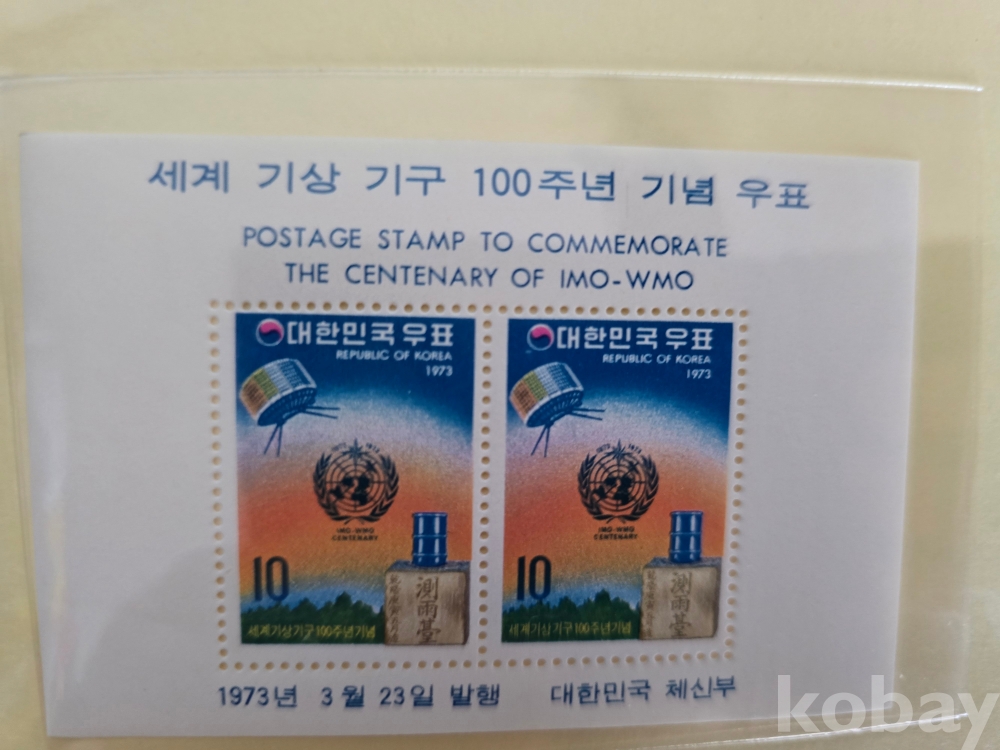 세계 기상 기구 100주년 기념 우표
POSTAGE STAMP TO COMMEMORATE
THE CENTENARY OF IMO-WMO
대한민국우표
REPUBLIC OF KOREA
1973
1873 1973
IMO-WMO
CENTENARY
10
測雨臺
세계기상기구100주년기념
대한민국우표
REPUBLIC OF KOREA
1973
1873 1973
IMO-WMO
CENTENARY
10
測雨臺
세계기상기구100주년기념
1973년 3월 23일 발행 대한민국 체신부
kobay